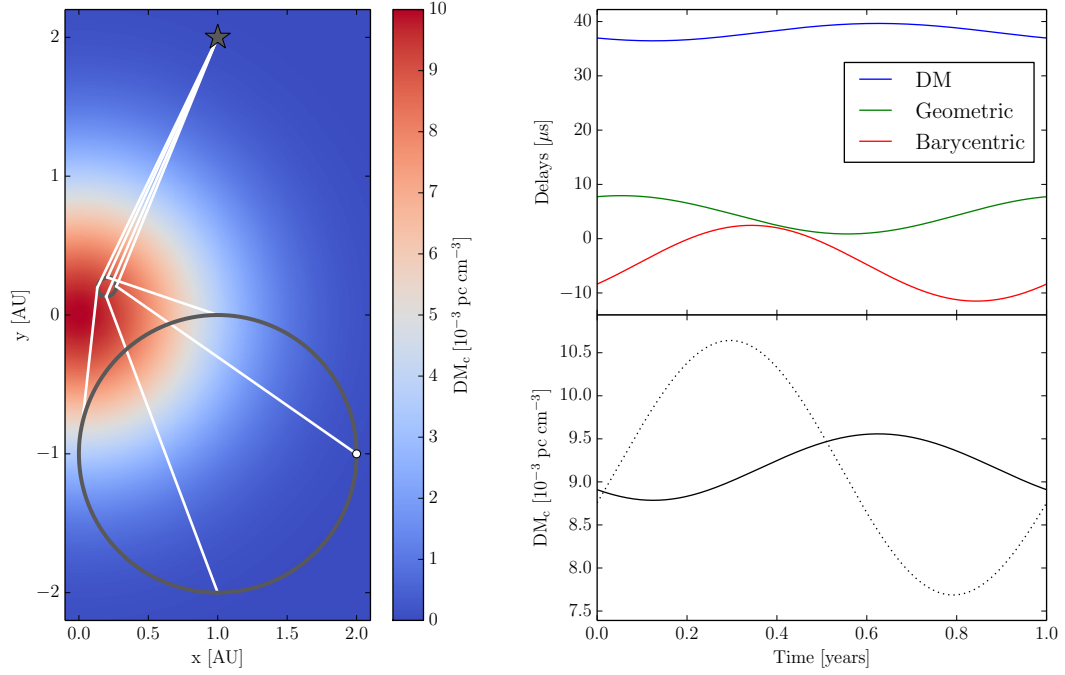 2
1
0
−1
−2
y [AU]
0.0 0.5 1.0 1.5 2.0
x [AU]
10
9
8
7
6
5
4
3
2
1
0
DM_c [10^{−3} pc cm^{−3}]
40
30
20
10
0
−10
Delays [μs]
DM
Geometric
Barycentric
10.5
10.0
9.5
9.0
8.5
8.0
7.5
DM_c [10^{−3} pc cm^{−3}]
0.0 0.2 0.4 0.6 0.8 1.0
Time [years]